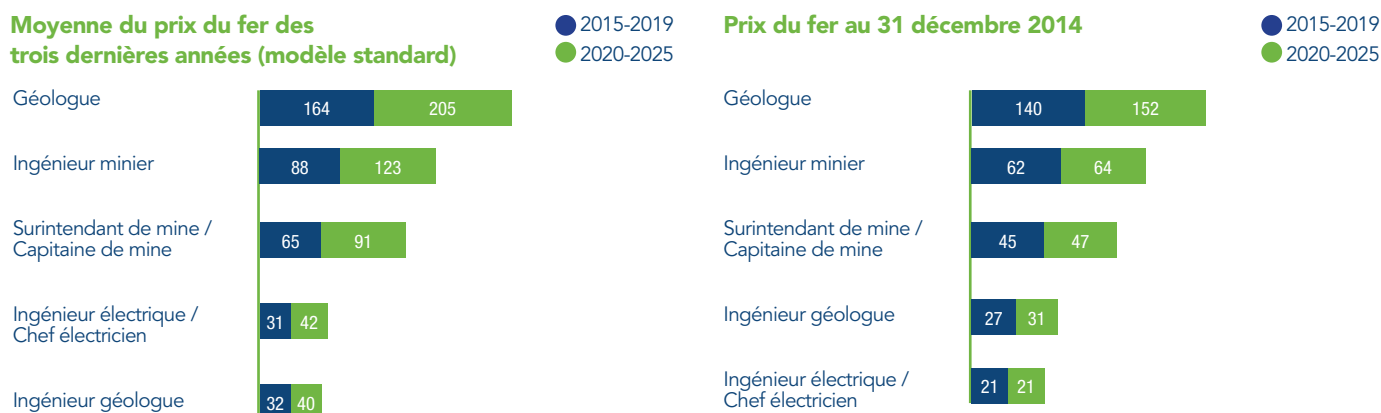 Moyenne du prix du fer des
trois dernières années (modèle standard)
2015-2019
2020-2025
Géologue
164 205
Ingénieur minier
88 123
Surintendant de mine /
Capitaine de mine
65 91
Ingénieur électrique /
Chef électricien
31 42
Ingénieur géologue
32 40
Prix du fer au 31 décembre 2014
2015-2019
2020-2025
Géologue
140 152
Ingénieur minier
62 64
Surintendant de mine /
Capitaine de mine
45 47
Ingénieur géologue
27 31
Ingénieur électrique /
Chef électricien
21 21